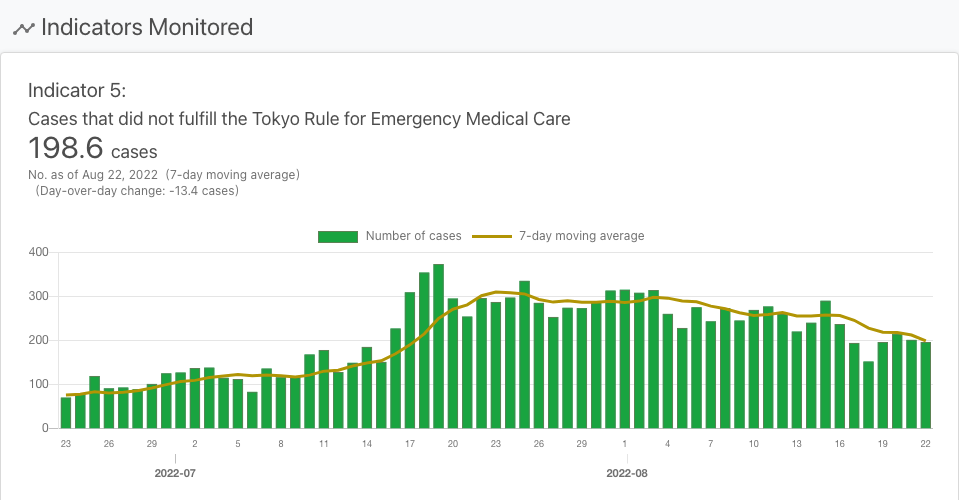 Indicators Monitored
Indicator 5:
Cases that did not fulfill the Tokyo Rule for Emergency Medical Care
198.6 cases
No. as of Aug 22, 2022 (7-day moving average)
(Day-over-day change: -13.4 cases)
Number of cases 7-day moving average
400
300
200
100
0
23 26 29 2 5 8 11 14 17 20 23 26 29 1 4 7 10 13 16 19 22
2022-07 2022-08